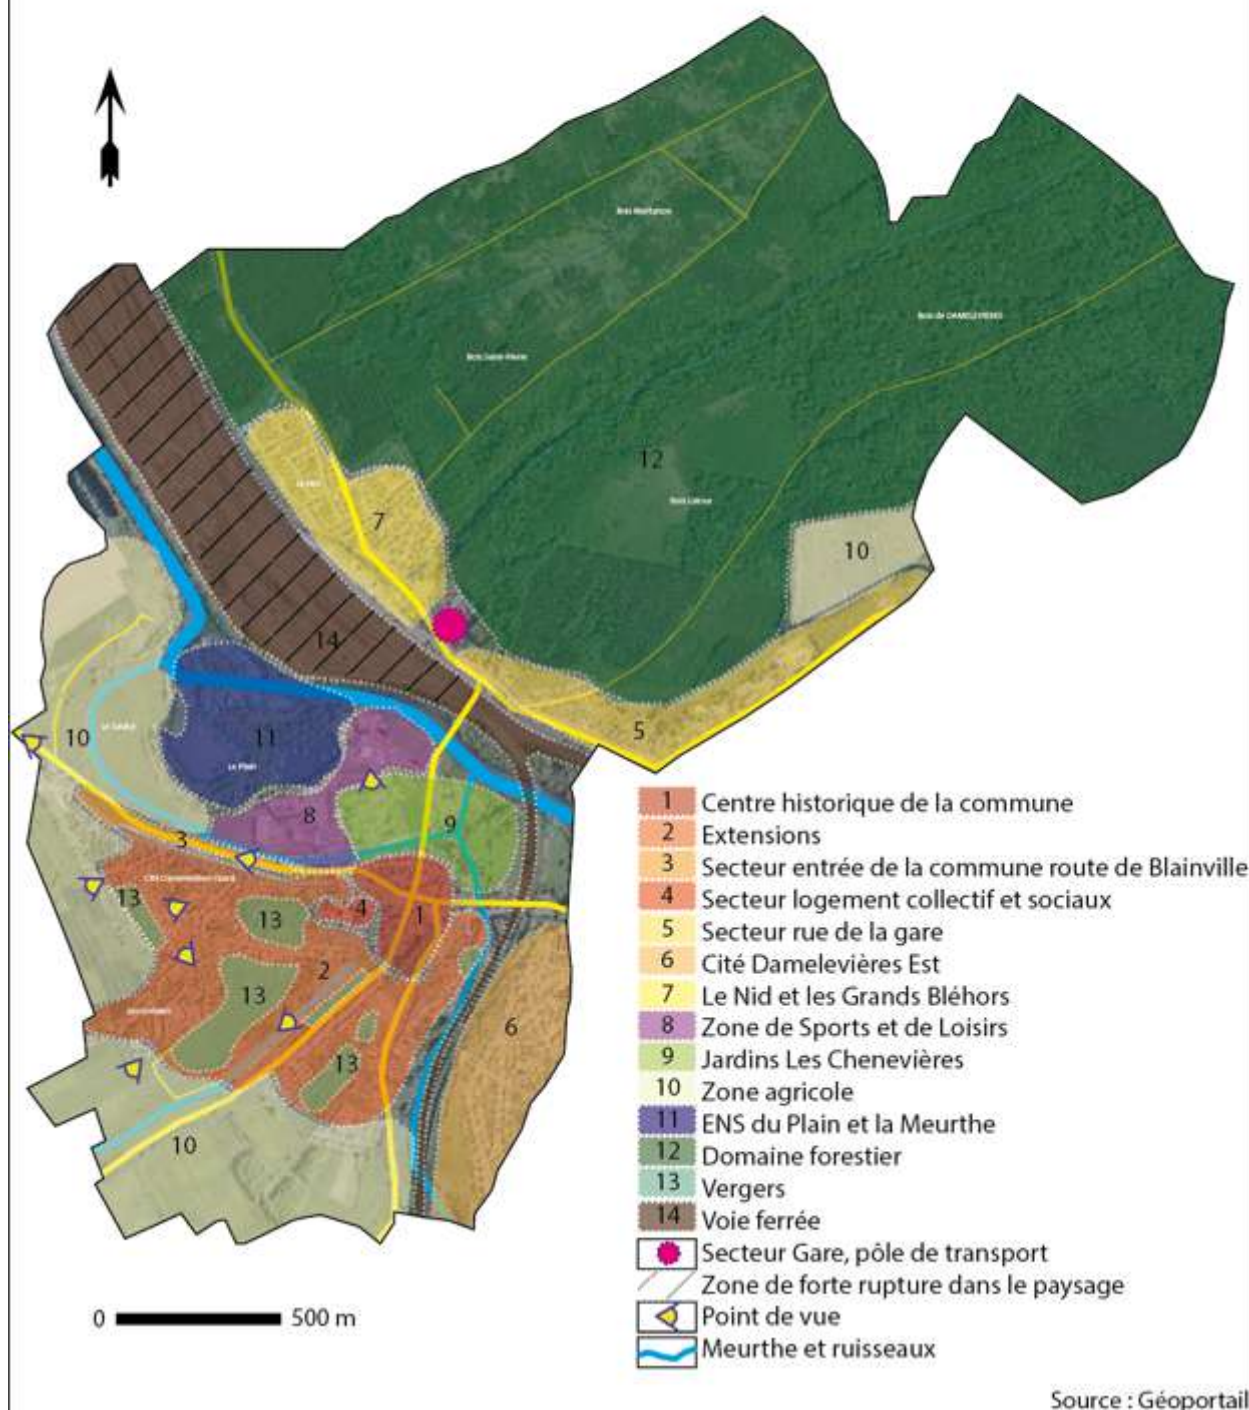 Bois de DAMELEVIERES
12
7
10
14
5
10
11
Le Plain
8
9
3
13
13
4
1
2
13
6
13
10
1 Centre historique de la commune
2 Extensions
3 Secteur entrée de la commune route de Blainville
4 Secteur logement collectif et sociaux
5 Secteur rue de la gare
6 Cité Damelevières Est
7 Le Nid et les Grands Bléhors
8 Zone de Sports et de Loisirs
9 Jardins Les Chenevières
10 Zone agricole
11 ENS du Plain et la Meurthe
12 Domaine forestier
13 Vergers
14 Voie ferrée
Secteur Gare, pôle de transport
Zone de forte rupture dans le paysage
Point de vue
Meurthe et ruisseaux
0 500 m
Source : Géoportail